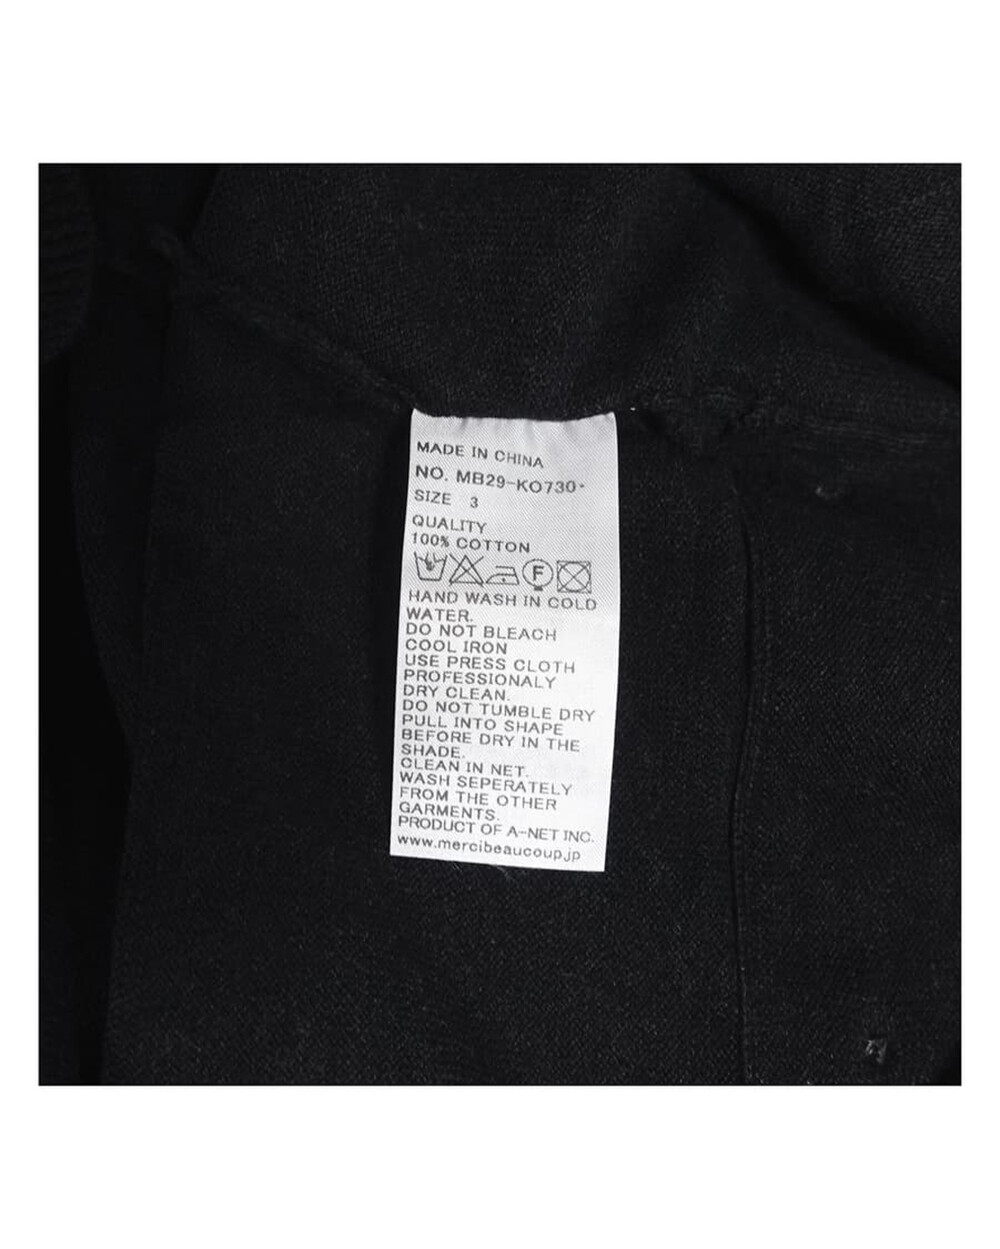 MADE IN CHINA
NO. MB29-KO730·
SIZE 3
QUALITY
100% COTTON
F
HAND WASH IN COLD
WATER.
DO NOT BLEACH
COOL IRON
USE PRESS CLOTH
PROFESSIONALY
DRY CLEAN.
DO NOT TUMBLE DRY
PULL INTO SHAPE
BEFORE DRY IN THE
SHADE.
CLEAN IN NET.
WASH SEPERATELY
FROM THE OTHER
GARMENTS.
PRODUCT OF A-NET INC.
www.mercibeaucoup.jp